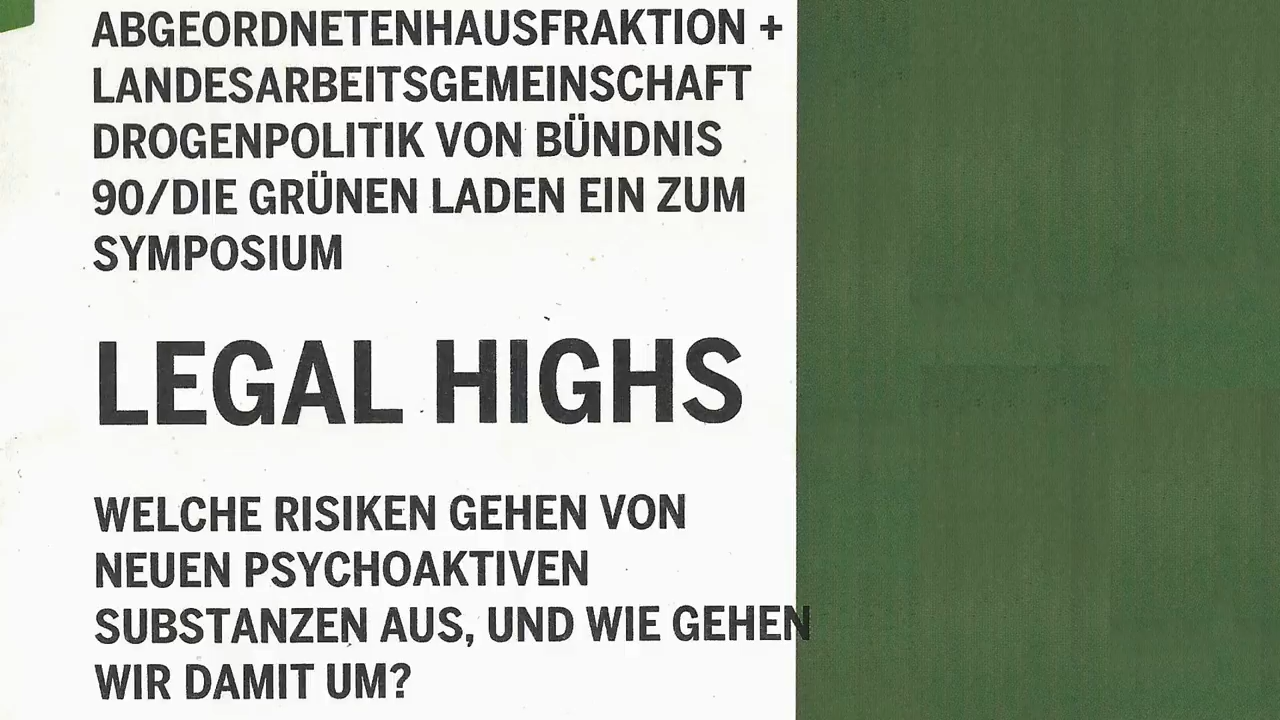 ABGEORDNETENHAUSFRAKTION +
LANDESARBEITSGEMEINSCHAFT
DROGENPOLITIK VON BÜNDNIS
90/DIE GRÜNEN LADEN EIN ZUM
SYMPOSIUM
LEGAL HIGHS
WELCHE RISIKEN GEHEN VON
NEUEN PSYCHOAKTIVEN
SUBSTANZEN AUS, UND WIE GEHEN
WIR DAMIT UM?